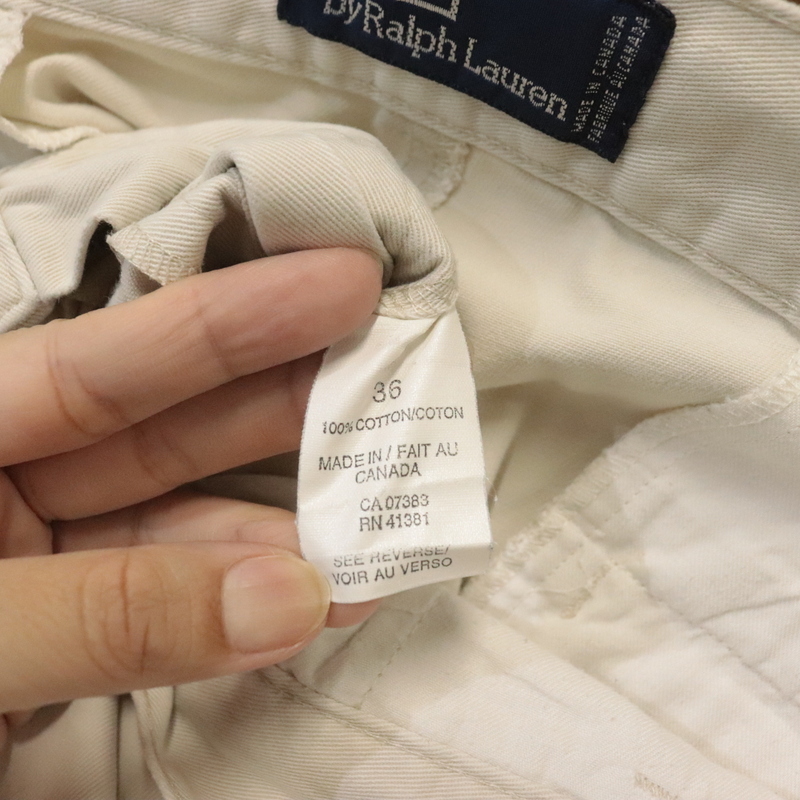 by Ralph Lauren
MADE IN CANADA
FABRIQUE AU CANADA
36
100% COTTON/COTON
MADE IN / FAIT AU
CANADA
CA 07383
RN 41381
SEE REVERSE/
VOIR AU VERSO